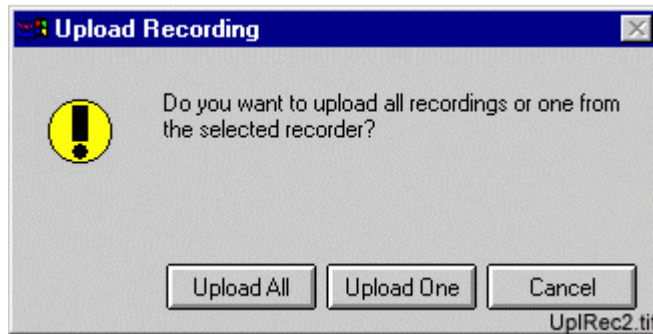 Upload Recording
Do you want to upload all recordings or one from
the selected recorder?
Upload All Upload One Cancel
UplRec2.tif